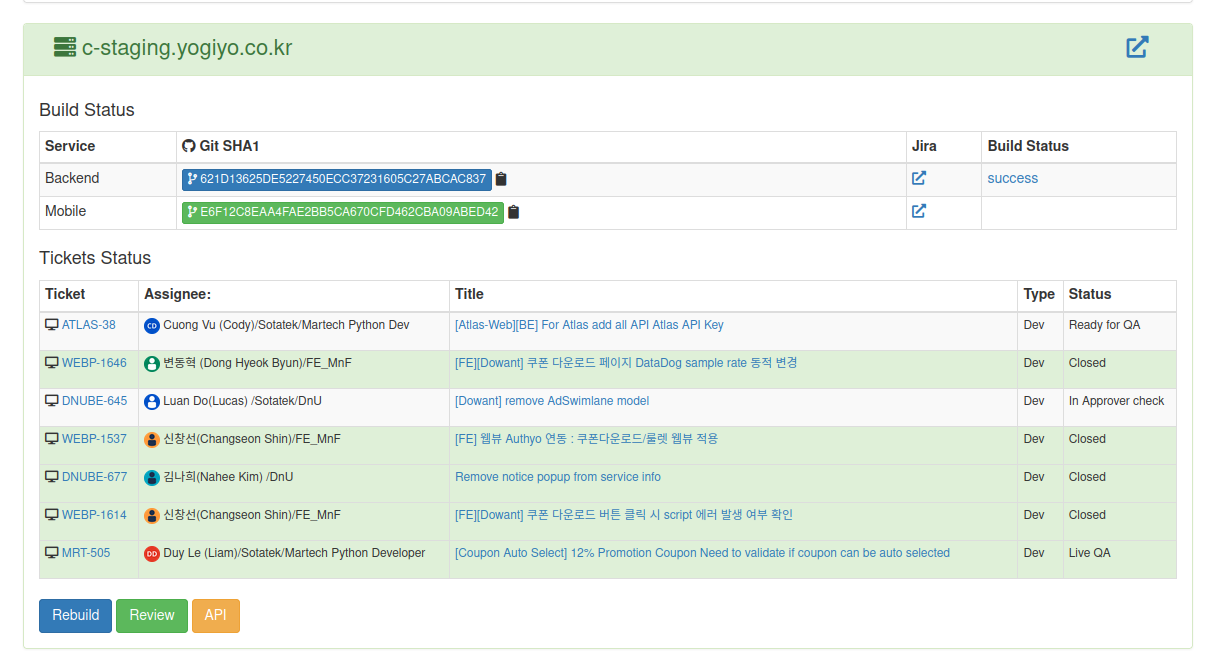 c-staging.yogiyo.co.kr
Build Status
Service Git SHA1 Jira Build Status
Backend 621D13625DE5227450ECC37231605C27ABCAC837 success
Mobile E6F12C8EAA4FAE2BB5CA670CFD462CBA09ABED42
Tickets Status
Ticket Assignee: Title Type Status
ATLAS-38 CD Cuong Vu (Cody)/Sotatek/Martech Python Dev [Atlas-Web][BE] For Atlas add all API Atlas API Key Dev Ready for QA
WEBP-1646 변동혁 (Dong Hyeok Byun)/FE_MnF [FE][Dowant] 쿠폰 다운로드 페이지 DataDog sample rate 동적 변경 Dev Closed
DNUBE-645 Luan Do(Lucas) /Sotatek/DnU [Dowant] remove AdSwimlane model Dev In Approver check
WEBP-1537 신창선(Changseon Shin)/FE_MnF [FE] 웹뷰 Authyo 연동 : 쿠폰다운로드/룰렛 웹뷰 적용 Dev Closed
DNUBE-677 김나희(Nahee Kim) /DnU Remove notice popup from service info Dev Closed
WEBP-1614 신창선(Changseon Shin)/FE_MnF [FE][Dowant] 쿠폰 다운로드 버튼 클릭 시 script 에러 발생 여부 확인 Dev Closed
MRT-505 DD Duy Le (Liam)/Sotatek/Martech Python Developer [Coupon Auto Select] 12% Promotion Coupon Need to validate if coupon can be auto selected Dev Live QA
Rebuild Review API